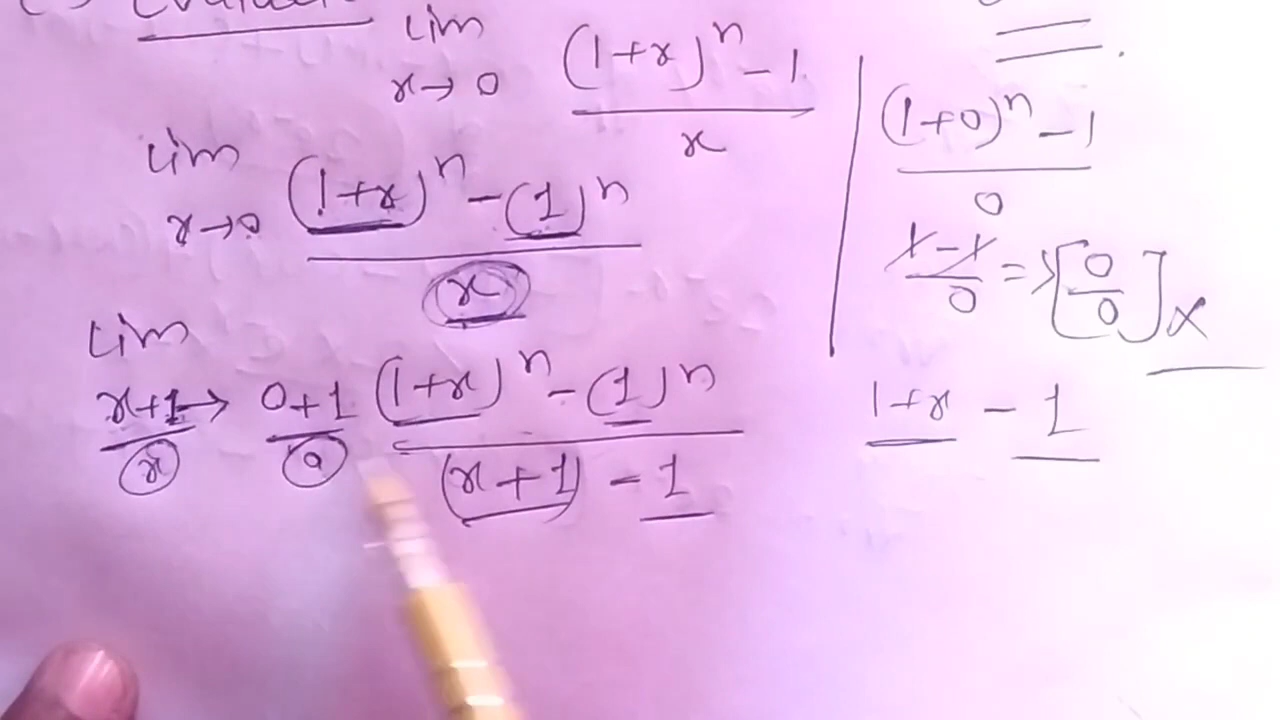 lim (1+x)^n - 1
x→0 x
lim (1+x)^n - (1)^n
x→0 x
lim (1+x)^n - (1)^n
x+1→ 0+1 (x+1) - 1
x 0
(1+0)^n - 1
0
1-1
0 = [0/0]
1+x - 1